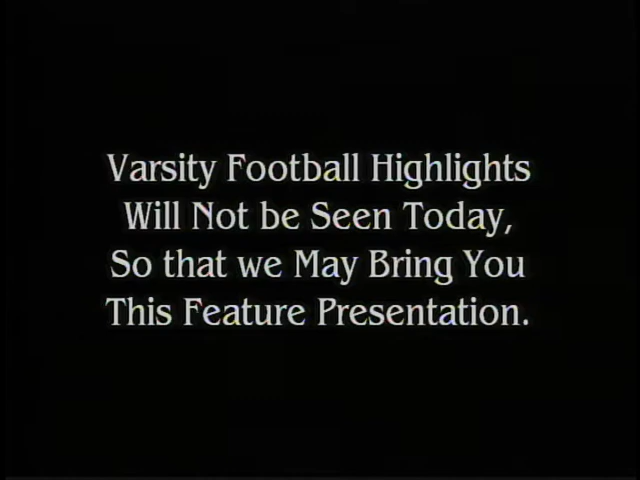 Varsity Football Highlights
Will Not be Seen Today,
So that we May Bring You
This Feature Presentation.